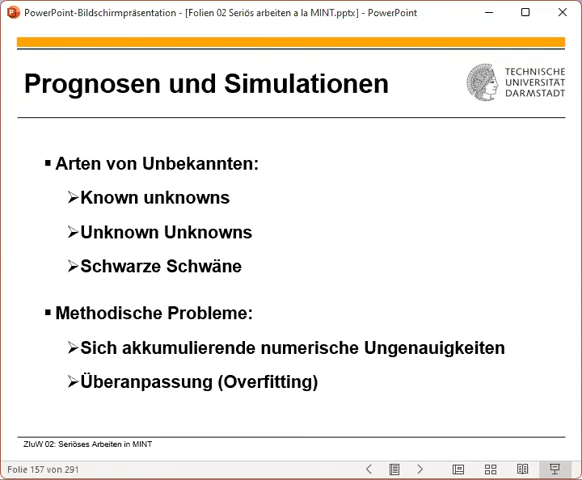 PowerPoint-Bildschirmpräsentation - [Folien 02 Seriös arbeiten a la MINT.pptx] - PowerPoint
Prognosen und Simulationen
TECHNISCHE
UNIVERSITÄT
DARMSTADT
Arten von Unbekannten:
Known unknowns
Unknown Unknowns
Schwarze Schwäne
Methodische Probleme:
Sich akkumulierende numerische Ungenauigkeiten
Überanpassung (Overfitting)
ZIuW 02: Seriöses Arbeiten in MINT
Folie 157 von 291